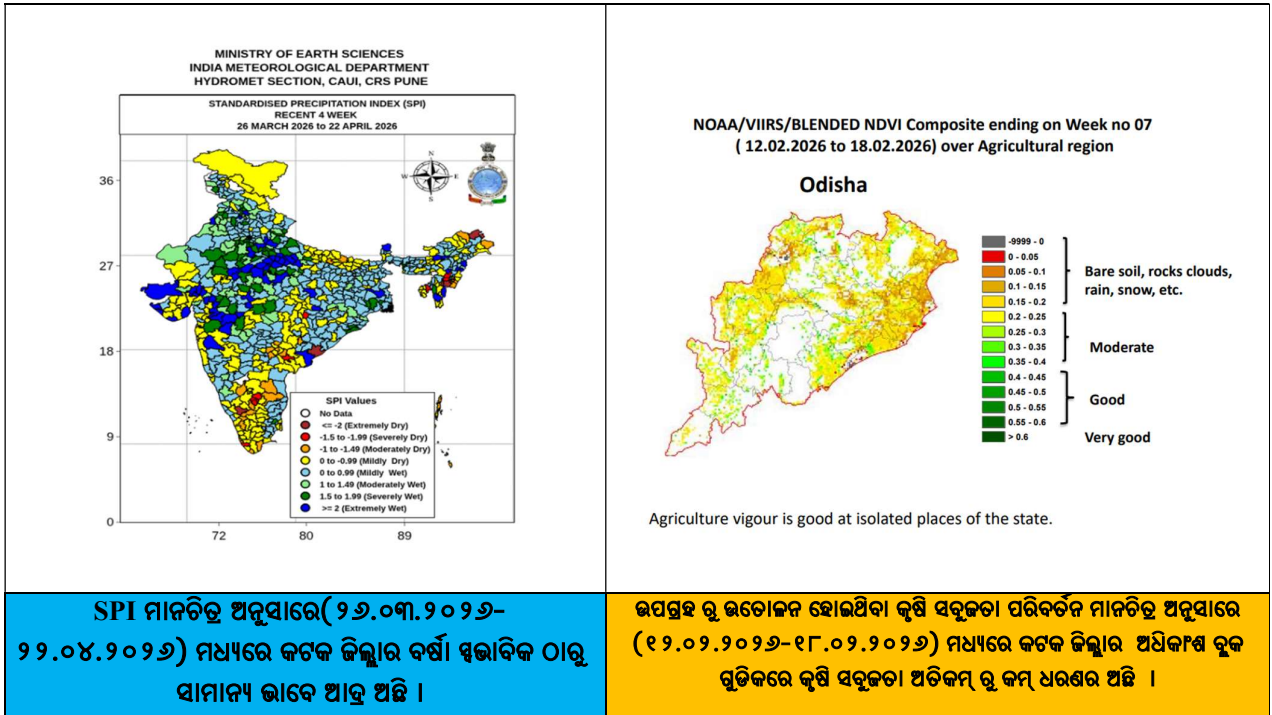 MINISTRY OF EARTH SCIENCES
INDIA METEOROLOGICAL DEPARTMENT
HYDROMET SECTION, CAUI, CRS PUNE
STANDARDISED PRECIPITATION INDEX (SPI)
RECENT 4 WEEK
26 MARCH 2026 to 22 APRIL 2026
N
W
E
S
36
27
18
9
0
72
80
89
SPI Values
No Data
<= -2 (Extremely Dry)
-1.5 to -1.99 (Severely Dry)
-1 to -1.49 (Moderately Dry)
0 to -0.99 (Mildly Dry)
0 to 0.99 (Mildly Wet)
1 to 1.49 (Moderately Wet)
1.5 to 1.99 (Severely Wet)
>= 2 (Extremely Wet)
NOAA/VIIRS/BLENDED NDVI Composite ending on Week no 07
( 12.02.2026 to 18.02.2026) over Agricultural region
Odisha
-9999 - 0
0 - 0.05
0.05 - 0.1
0.1 - 0.15
0.15 - 0.2
0.2 - 0.25
0.25 - 0.3
0.3 - 0.35
0.35 - 0.4
0.4 - 0.45
0.45 - 0.5
0.5 - 0.55
0.55 - 0.6
> 0.6
Bare soil, rocks clouds,
rain, snow, etc.
Moderate
Good
Very good
Agriculture vigour is good at isolated places of the state.
SPI ମାନଚିତ୍ର ଅନୁସାରେ(୨୬.୦୩.୨୦୨୬-
୨୨.୦୪.୨୦୨୬) ମଧ୍ୟରେ କଟକ ଜିଲ୍ଲାର ବର୍ଷା ସ୍ୱଭାବିକ ଠାରୁ
ସାମାନ୍ୟ ଭାବେ ଆଦ୍ର ଅଛି ।
ଉପଗ୍ରହ ରୁ ଉତୋଳନ ହୋଇଥିବା କୃଷି ସବୁଜତା ପରିବର୍ତନ ମାନଚିତ୍ର ଅନୁସାରେ
(୧୨.୦୨.୨୦୨୬-୧୮.୦୨.୨୦୨୬) ମଧ୍ୟରେ କଟକ ଜିଲ୍ଲାର ଅଧିକାଂଶ ବ୍ଲକ
ଗୁଡିକରେ କୃଷି ସବୁଜତା ଅତିକମ୍ ରୁ କମ୍ ଧରଣର ଅଛି ।